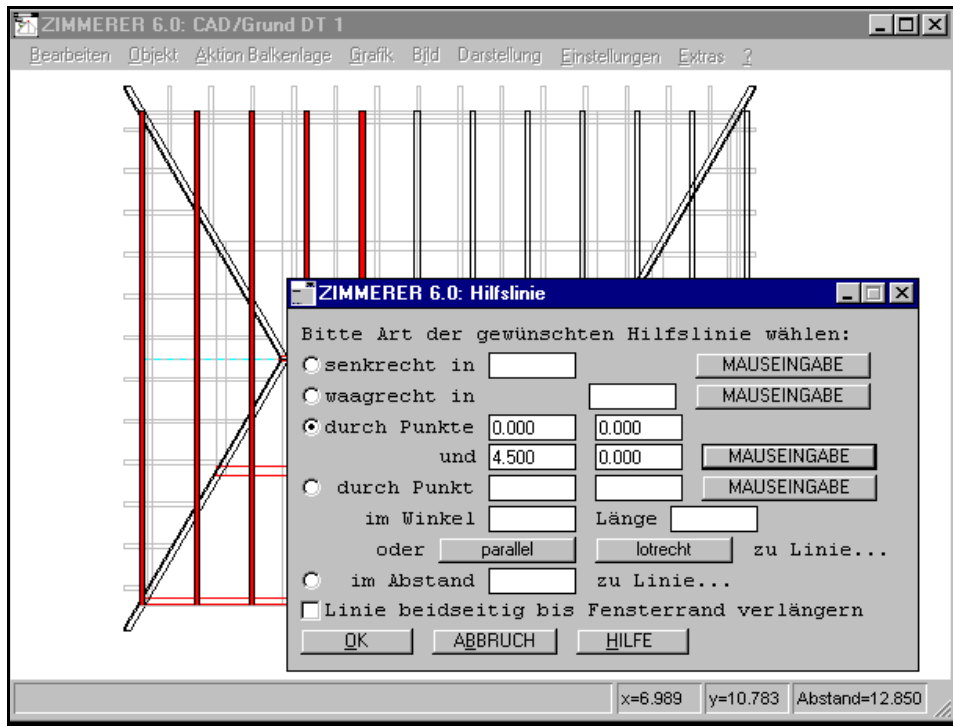 ZIMMERER 6.0: CAD/Grund DT 1
Bearbeiten Objekt Aktion Balkenlage Grafik Bild Darstellung Einstellungen Extras ?
ZIMMERER 6.0: Hilfslinie
Bitte Art der gewünschten Hilfslinie wählen:
senkrecht in MAUSEINGABE
waagrecht in MAUSEINGABE
durch Punkte 0.000 0.000
und 4.500 0.000 MAUSEINGABE
durch Punkt MAUSEINGABE
im Winkel Länge
oder parallel lotrecht zu Linie...
im Abstand zu Linie...
Linie beidseitig bis Fensterrand verlängern
OK ABBRUCH HILFE
x=6.989 y=10.783 Abstand=12.850